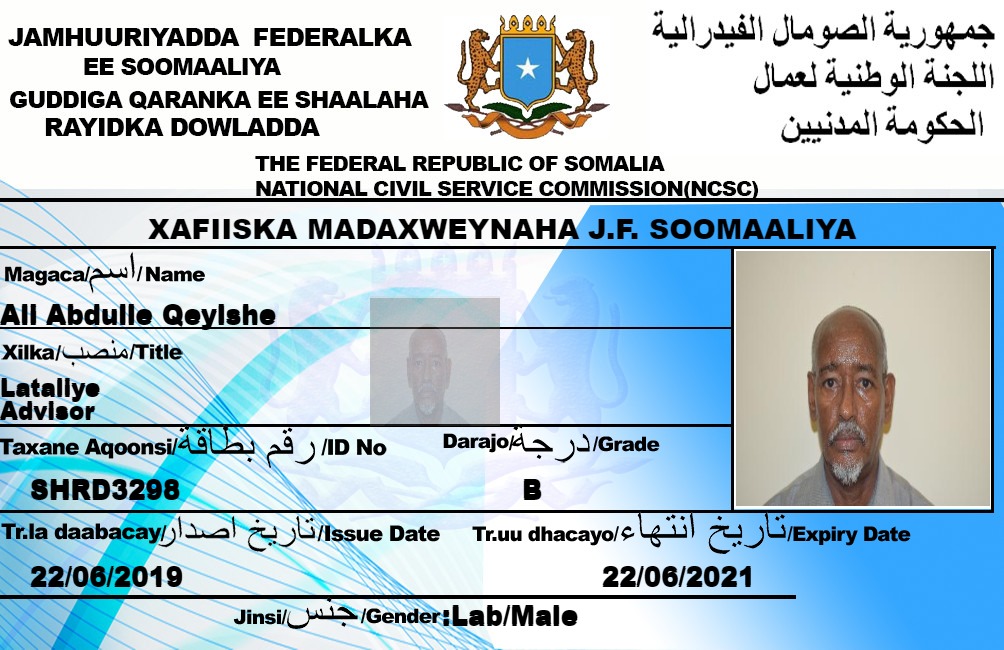 JAMHUURIYADDA FEDERALKA
EE SOOMAALIYA
GUDDIGA QARANKA EE SHAALAHA
RAYIDKA DOWLADDA
جمهورية الصومال الفيدرالية
اللجنة الوطنية لعمال
الحكومة المدنيين
THE FEDERAL REPUBLIC OF SOMALIA
NATIONAL CIVIL SERVICE COMMISSION(NCSC)
XAFIISKA MADAXWEYNAHA J.F. SOOMAALIYA
Magaca/اسم/Name
Ali Abdulle Qeyishe
Xilka/منصب/Title
Lataliye
Advisor
Taxane Aqoonsi/رقم بطاقة/ID No
SHRD3298
Darajo/درجة/Grade
B
Tr.la daabacay/تاريخ اصدار/Issue Date
22/06/2019
Tr.uu dhacayo/تاريخ انتهاء/Expiry Date
22/06/2021
Jinsi/جنس/Gender:Lab/Male